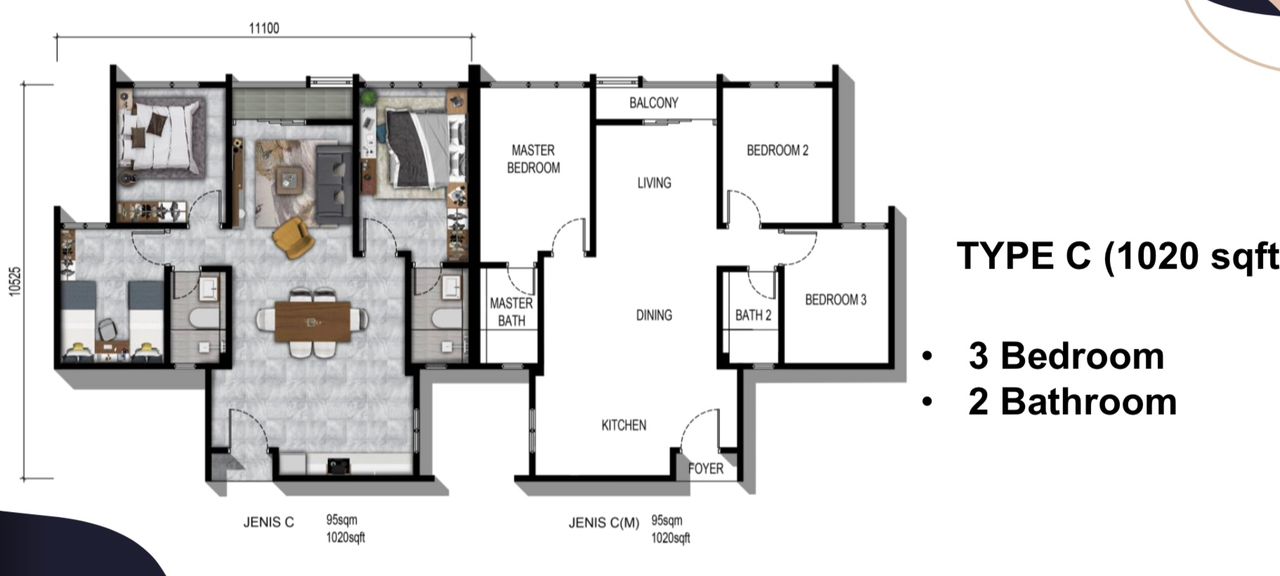 11100
10525
BALCONY
MASTER
BEDROOM
BEDROOM 2
LIVING
MASTER
BATH
DINING
BATH 2
BEDROOM 3
KITCHEN
FOYER
JENIS C
95sqm
1020sqft
JENIS C(M)
95sqm
1020sqft
TYPE C (1020 sqft
• 3 Bedroom
• 2 Bathroom